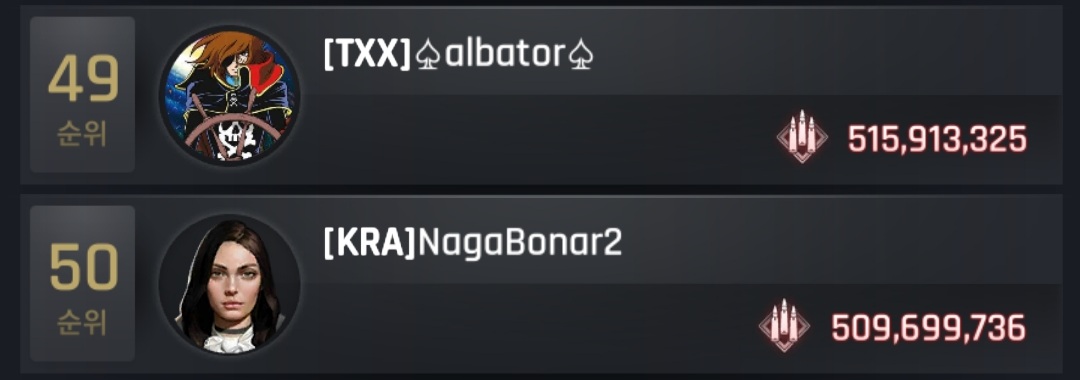 49
순위
[TXX]♤albator♤
515,913,325
50
순위
[KRA]NagaBonar2
509,699,736